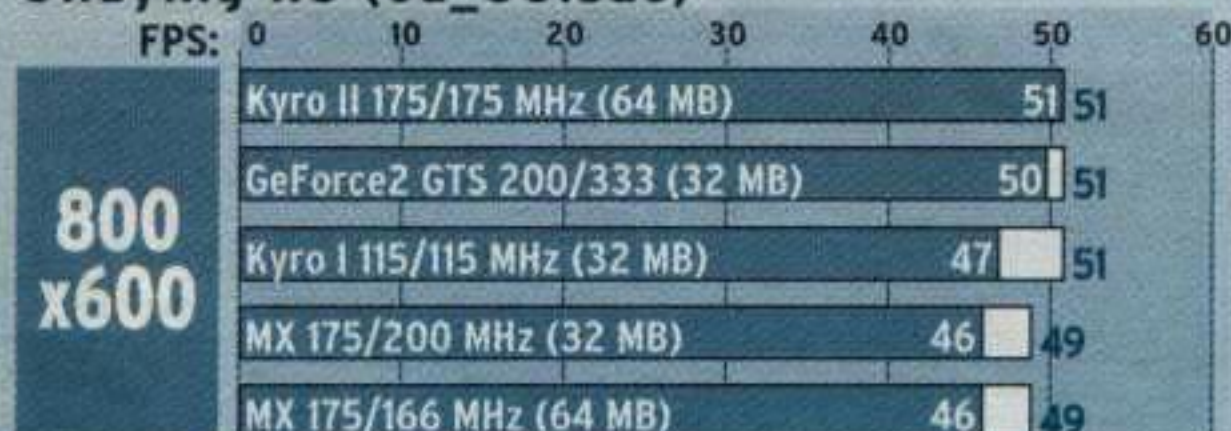 FPS: 0 10 20 30 40 50 60
800
x600
Kyro II 175/175 MHz (64 MB) 51 51
GeForce2 GTS 200/333 (32 MB) 50 51
Kyro I 115/115 MHz (32 MB) 47 51
MX 175/200 MHz (32 MB) 46 49
MX 175/166 MHz (64 MB) 46 49